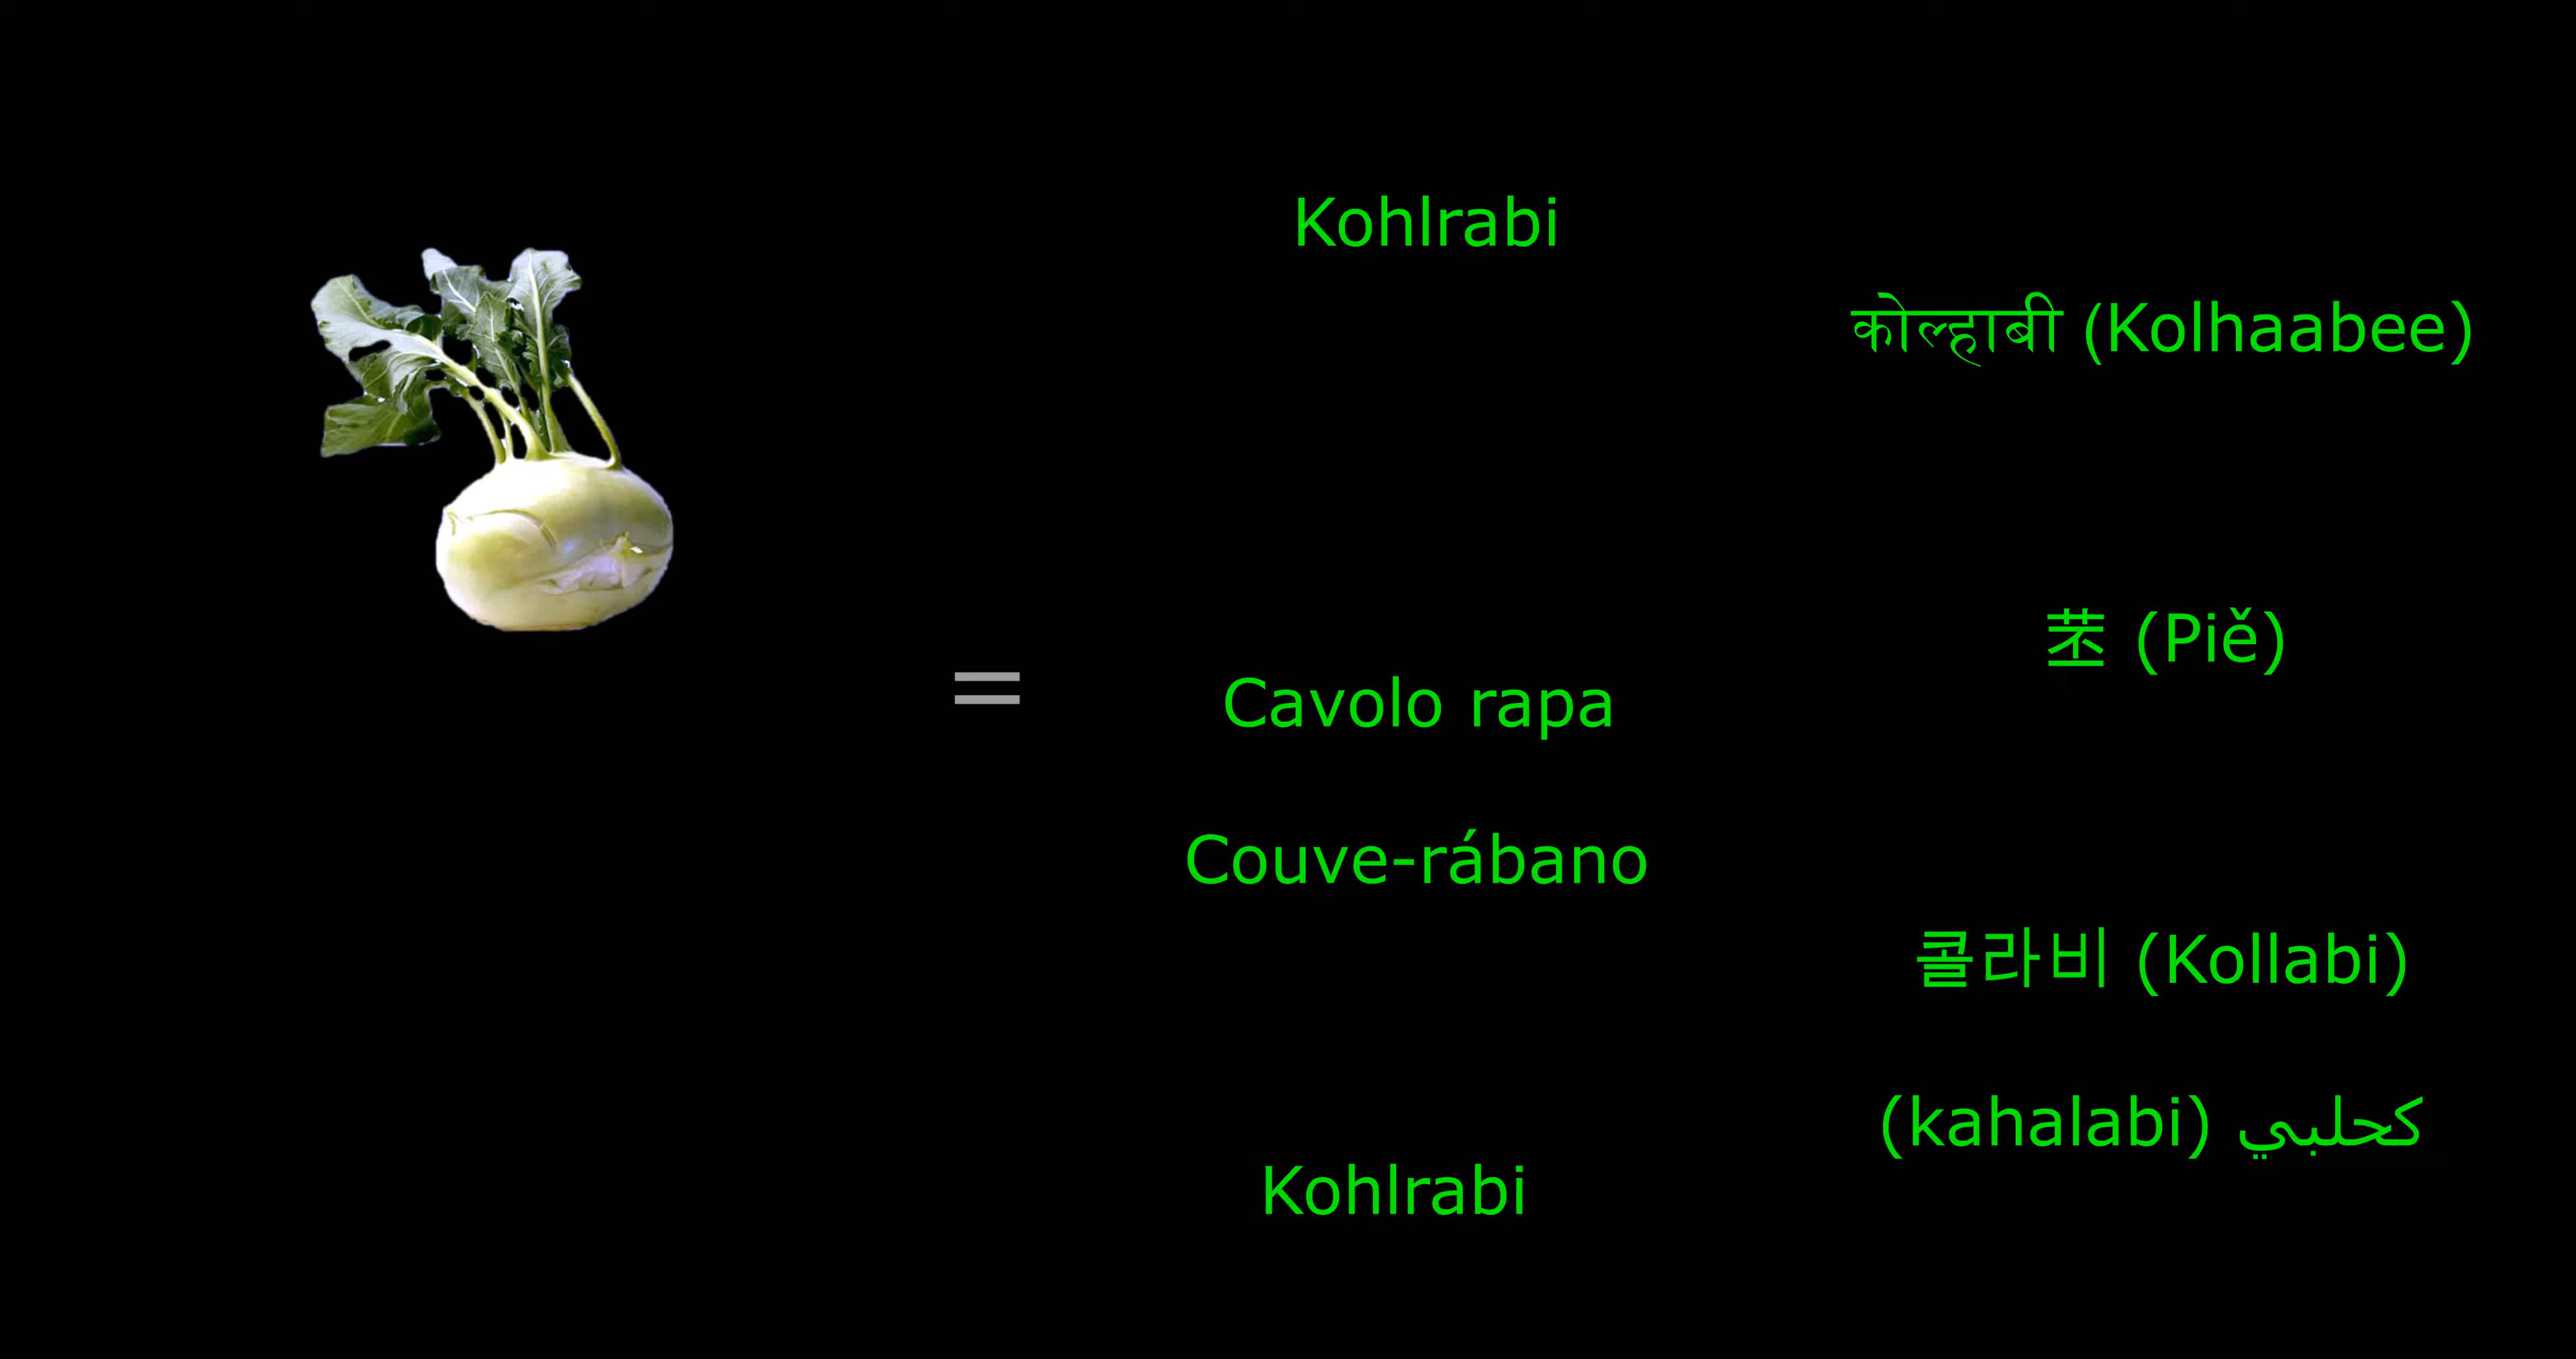 Kohlrabi
कोल्हाबी (Kolhaabee)
苤 (Piě)
=
Cavolo rapa
Couve-rábano
콜라비 (Kollabi)
كحلبي (kahalabi)
Kohlrabi